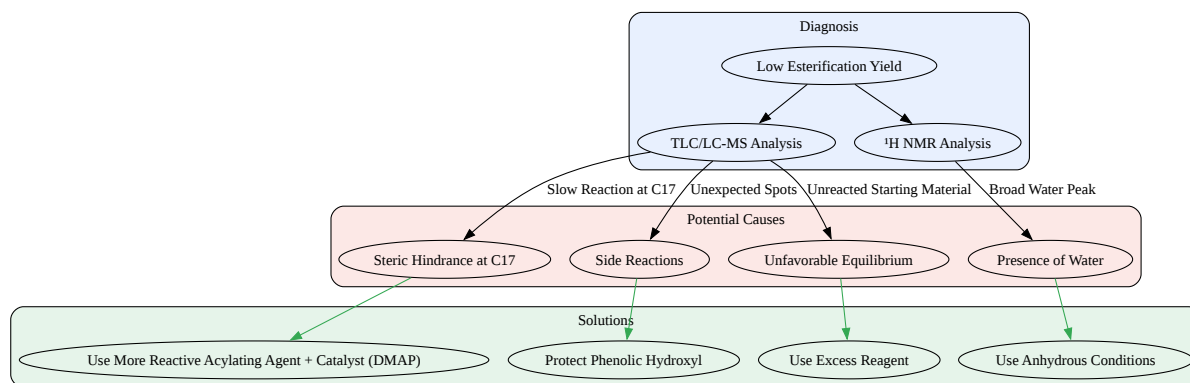 Diagnosis
Low Esterification Yield
TLC/LC-MS Analysis
¹H NMR Analysis
Slow Reaction at C17
Unexpected Spots
Unreacted Starting Material
Broad Water Peak
Potential Causes
Steric Hindrance at C17
Side Reactions
Unfavorable Equilibrium
Presence of Water
Solutions
Use More Reactive Acylating Agent + Catalyst (DMAP)
Protect Phenolic Hydroxyl
Use Excess Reagent
Use Anhydrous Conditions